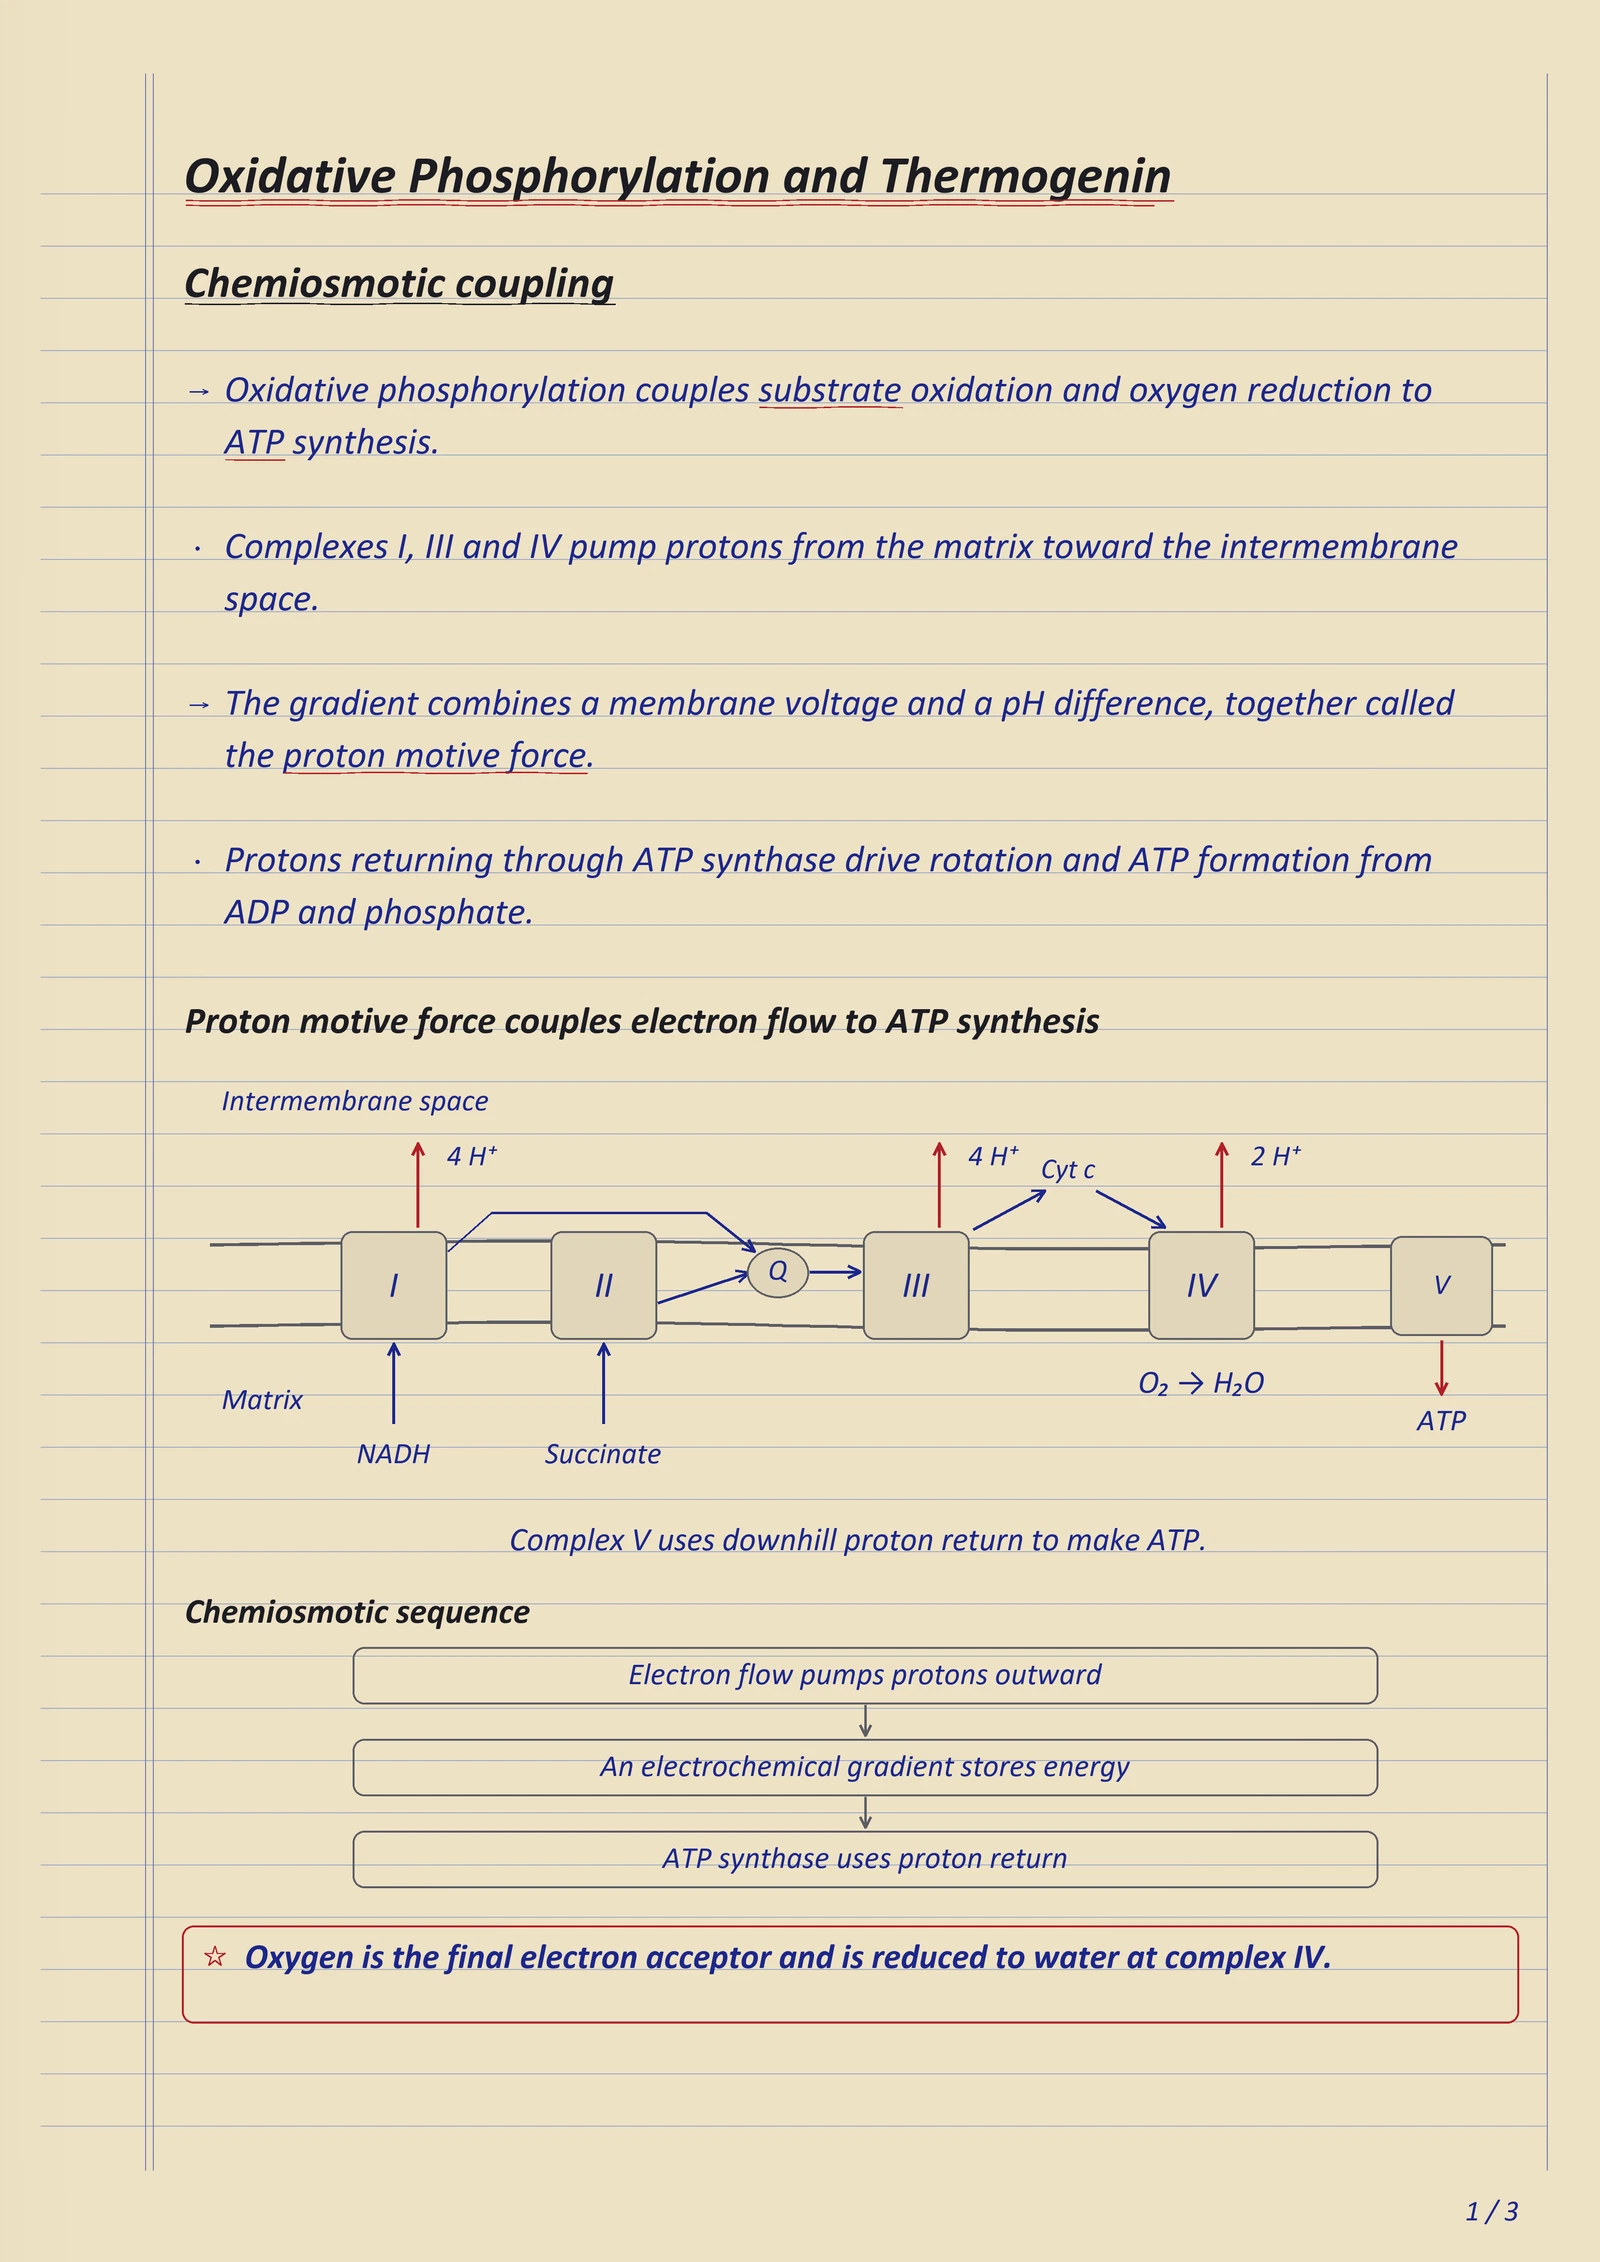 Oxidative Phosphorylation and Thermogenin
Chemiosmotic coupling
→ Oxidative phosphorylation couples substrate oxidation and oxygen reduction to
ATP synthesis.
· Complexes I, III and IV pump protons from the matrix toward the intermembrane
space.
→ The gradient combines a membrane voltage and a pH difference, together called
the proton motive force.
· Protons returning through ATP synthase drive rotation and ATP formation from
ADP and phosphate.
Proton motive force couples electron flow to ATP synthesis
Intermembrane space
4 H⁺ 4 H⁺ Cyt c 2 H⁺
I II Q III IV V
Matrix O₂ → H₂O ATP
NADH Succinate
Complex V uses downhill proton return to make ATP.
Chemiosmotic sequence
Electron flow pumps protons outward
An electrochemical gradient stores energy
ATP synthase uses proton return
☆ Oxygen is the final electron acceptor and is reduced to water at complex IV.
1 / 3